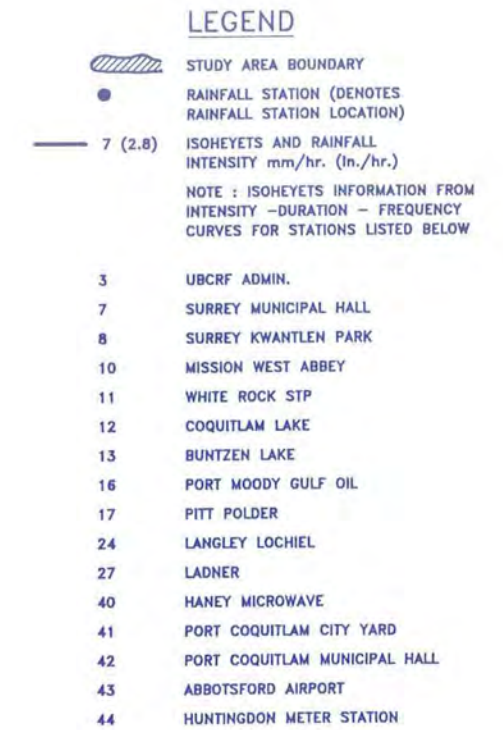 LEGEND
STUDY AREA BOUNDARY
RAINFALL STATION (DENOTES
RAINFALL STATION LOCATION)
7 (2.8) ISOHEYETS AND RAINFALL
INTENSITY mm/hr. (In./hr.)
NOTE : ISOHEYETS INFORMATION FROM
INTENSITY -DURATION - FREQUENCY
CURVES FOR STATIONS LISTED BELOW
3 UBCRF ADMIN.
7 SURREY MUNICIPAL HALL
8 SURREY KWANTLEN PARK
10 MISSION WEST ABBEY
11 WHITE ROCK STP
12 COQUITLAM LAKE
13 BUNTZEN LAKE
16 PORT MOODY GULF OIL
17 PITT POLDER
24 LANGLEY LOCHIEL
27 LADNER
40 HANEY MICROWAVE
41 PORT COQUITLAM CITY YARD
42 PORT COQUITLAM MUNICIPAL HALL
43 ABBOTSFORD AIRPORT
44 HUNTINGDON METER STATION